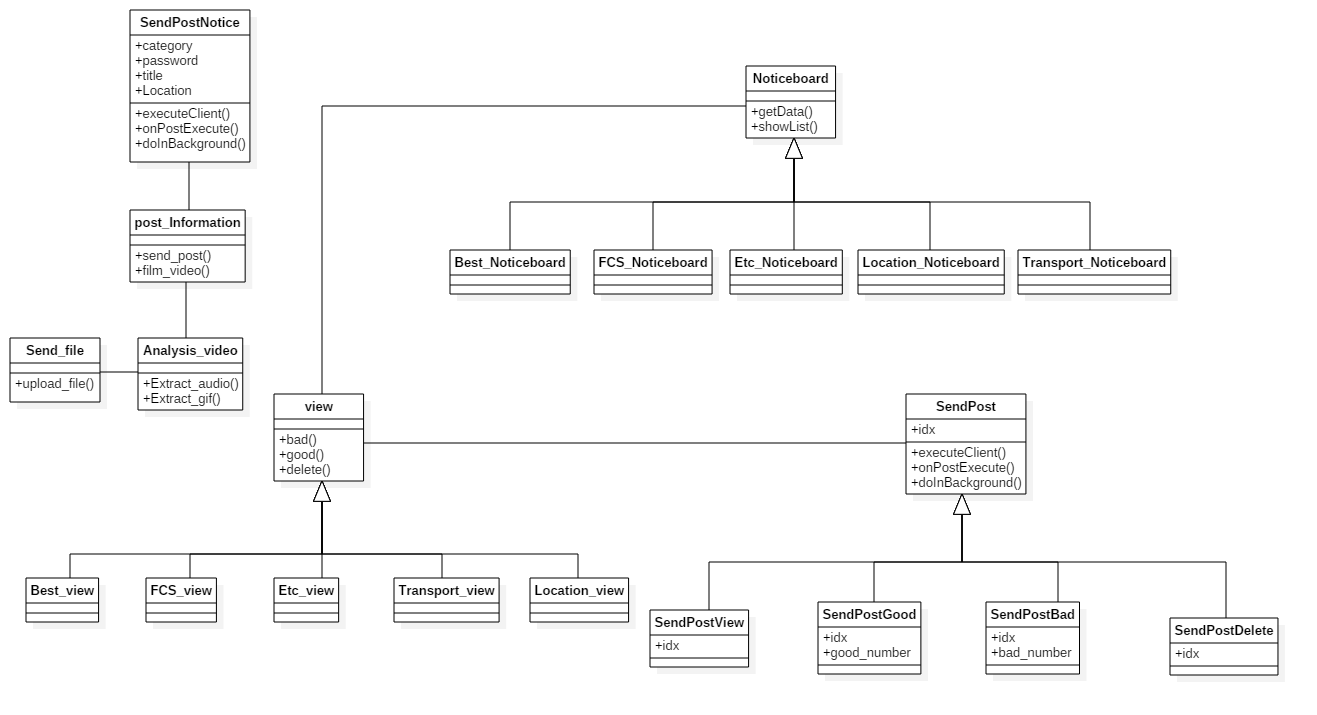 SendPostNotice
+category
+password
+title
+Location
+executeClient()
+onPostExecute()
+doInBackground()
Noticeboard
+getData()
+showList()
post_Information
+send_post()
+film_video()
Best_Noticeboard
FCS_Noticeboard
Etc_Noticeboard
Location_Noticeboard
Transport_Noticeboard
Send_file
+upload_file()
Analysis_video
+Extract_audio()
+Extract_gif()
view
+bad()
+good()
+delete()
SendPost
+idx
+executeClient()
+onPostExecute()
+doInBackground()
Best_view
FCS_view
Etc_view
Transport_view
Location_view
SendPostView
+idx
SendPostGood
+idx
+good_number
SendPostBad
+idx
+bad_number
SendPostDelete
+idx